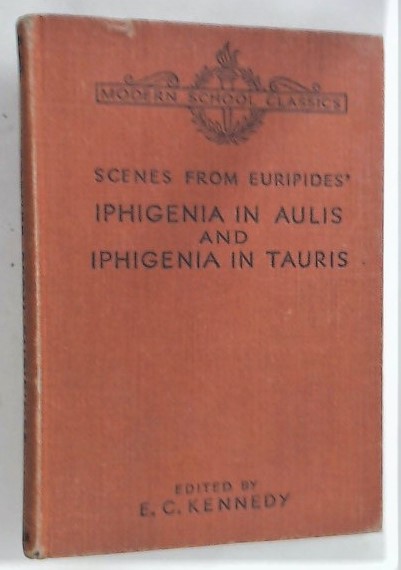 MODERN SCHOOL CLASSICS
SCENES FROM EURIPIDES'
IPHIGENIA IN AULIS
AND
IPHIGENIA IN TAURIS
EDITED BY
E. C. KENNEDY